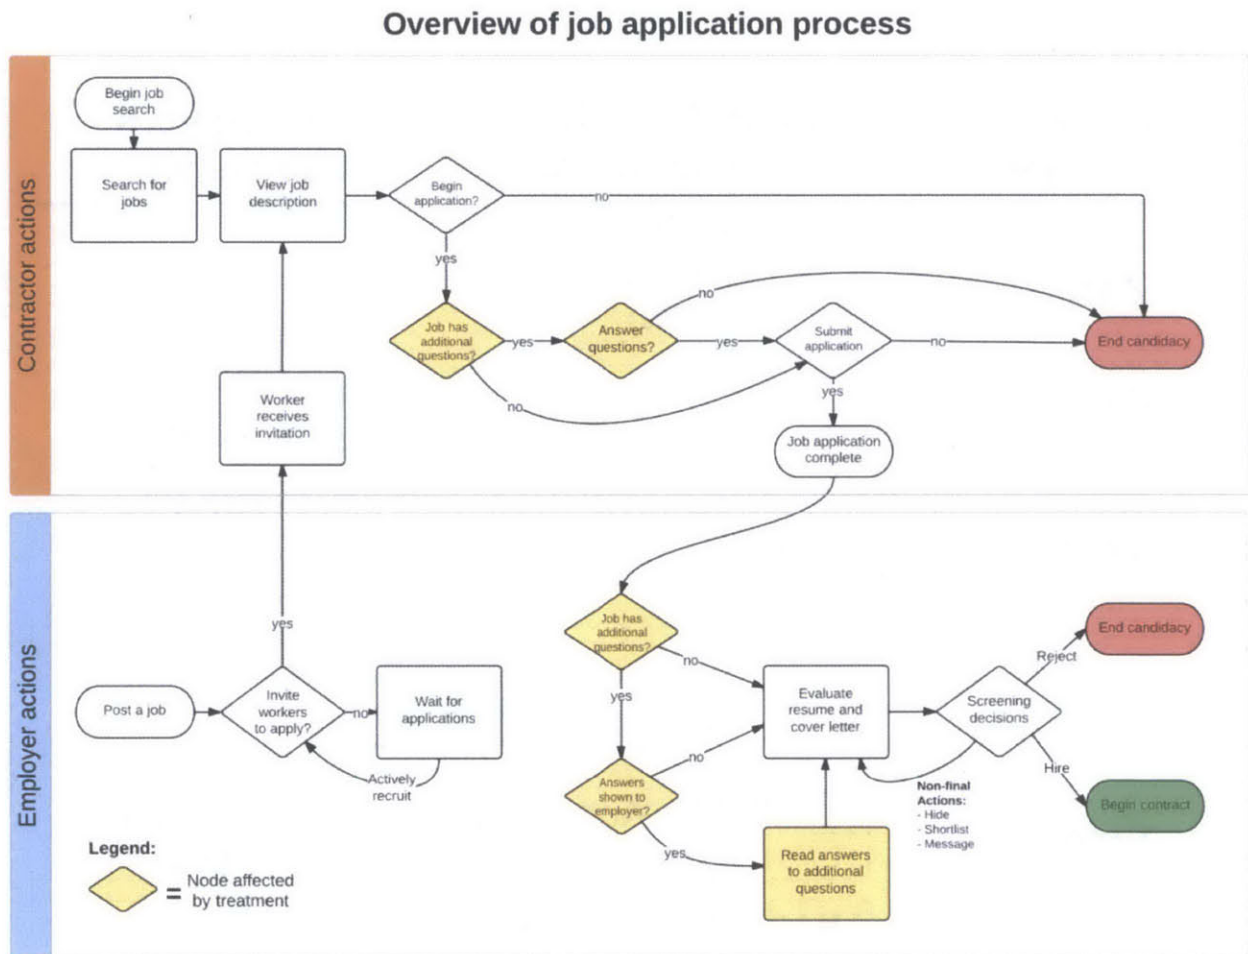 Overview of job application process
Contractor actions
Begin job
search
Search for
jobs
View job
description
Begin
application?
no
yes
Job has
additional
questions?
yes
Answer
questions?
no
yes
Submit
application
no
End candidacy
no
yes
Job application
complete
Worker
receives
invitation
yes
Employer actions
Post a job
Invite
workers
to apply?
no
Wait for
applications
Actively
recruit
Job has
additional
questions?
no
yes
Answers
shown to
employer?
no
yes
Evaluate
resume and
cover letter
Read answers
to additional
questions
Screening
decisions
Reject
End candidacy
Hire
Begin contract
Non-final
Actions:
- Hide
- Shortlist
- Message
Legend:
= Node affected
by treatment